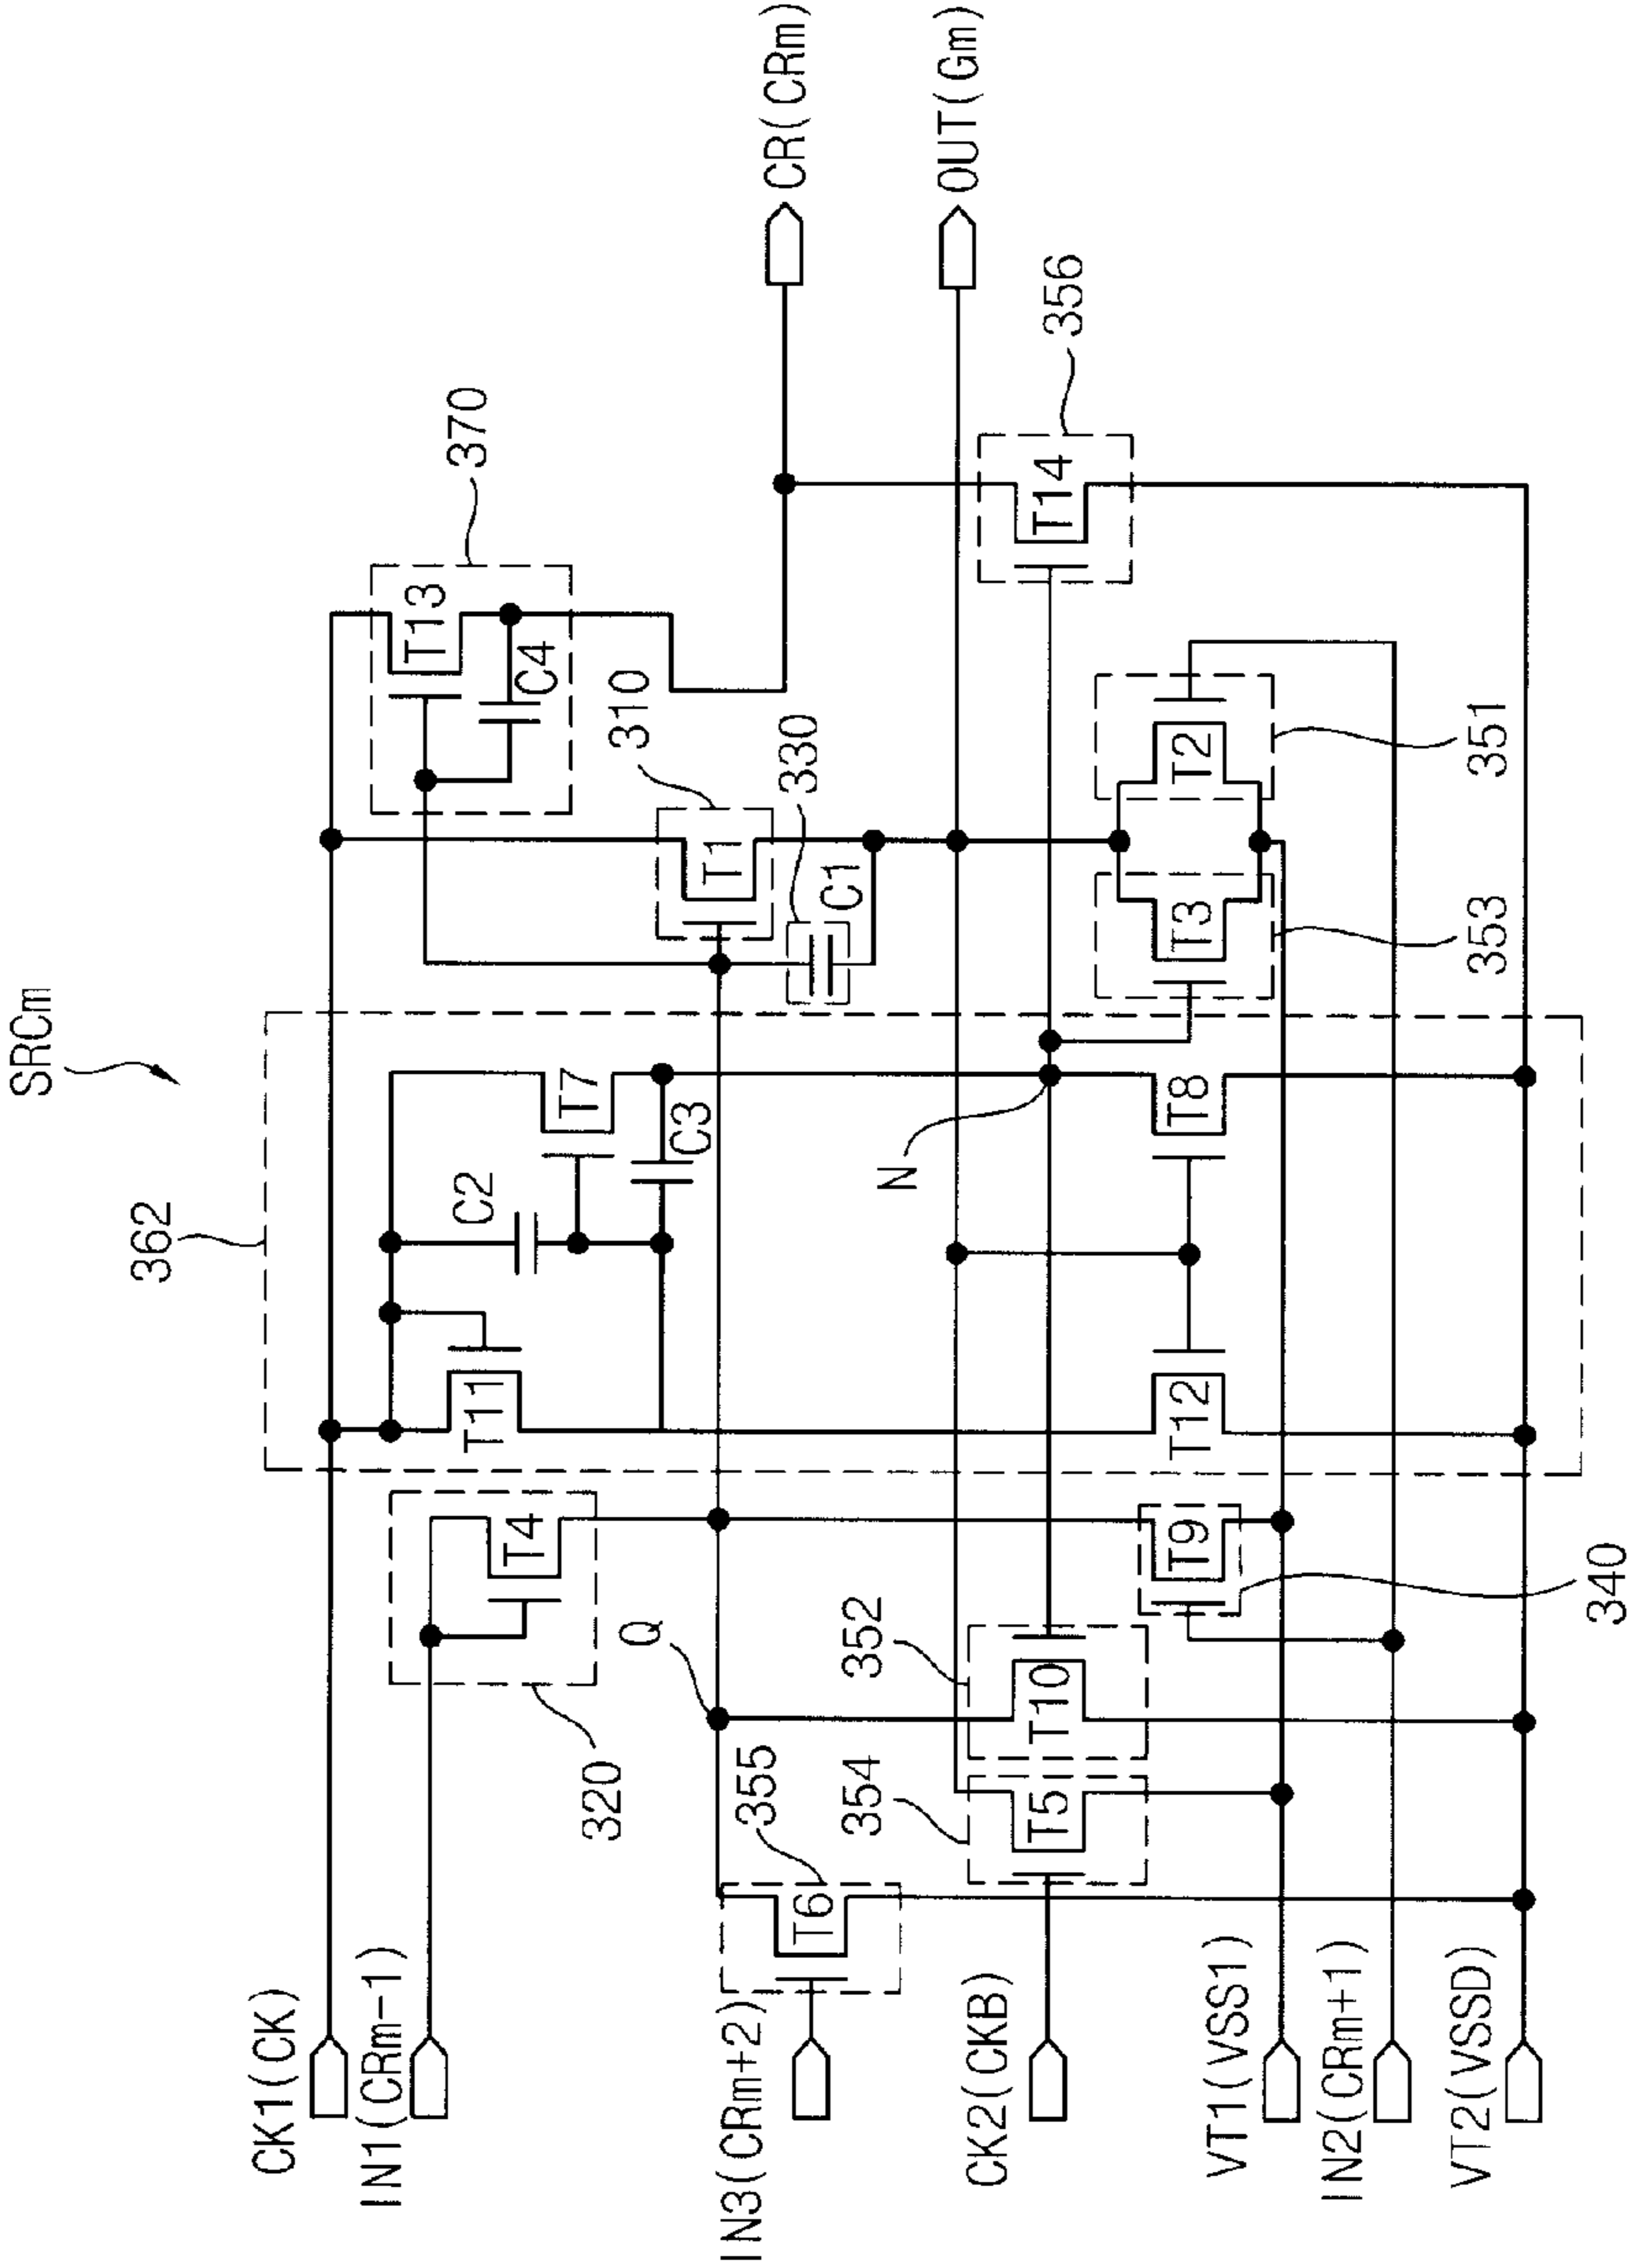 SRCm
362
370
T13
C4
310
T1
330
C1
T7
C2
C3
T11
N
T8
T12
T3
T2
353
351
T14
356
CR(CRm)
OUT(Gm)
320
T4
Q
355
T6
352
T10
354
T5
T9
340
CK1(CK)
IN1(CRm-1)
IN3(CRm+2)
CK2(CKB)
VT1(VSS1)
IN2(CRm+1)
VT2(VSSD)